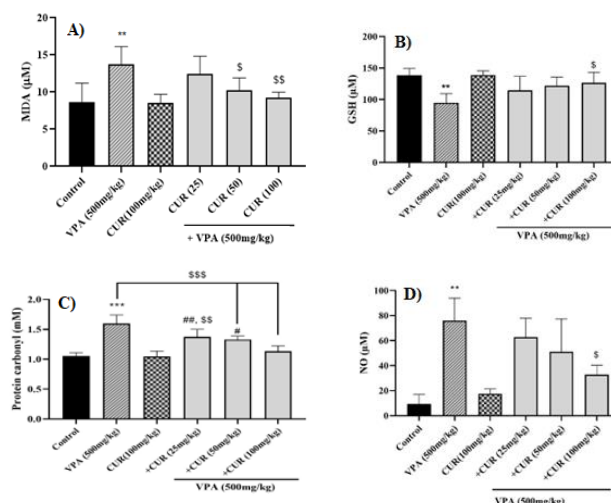 A)
MDA
(µM)
20
15
10
5
0
**
$
$$
Control
VPA (500mg/kg)
CUR(100mg/kg)
CUR (25)
CUR (50)
CUR (100)
+ VPA (500mg/kg)
B)
GSH
(µM)
200
150
100
50
0
**
$
Control
VPA (500mg/kg)
CUR(100mg/kg)
+CUR (25mg/kg)
+CUR (50mg/kg)
+CUR (100mg/kg)
VPA (500mg/kg)
C)
Protein carbonyl (mM)
2.0
1.5
1.0
0.5
0.0
$$$
***
##, $$
#
Control
VPA (500mg/kg)
CUR(100mg/kg)
+CUR (25mg/kg)
+CUR (50mg/kg)
+CUR (100mg/kg)
VPA (500mg/kg)
D)
NO
(µM)
100
80
60
40
20
0
**
$
Control
VPA (500mg/kg)
CUR(100mg/kg)
+CUR (25mg/kg)
+CUR (50mg/kg)
+CUR (100mg/kg)
VPA (500mg/kg)